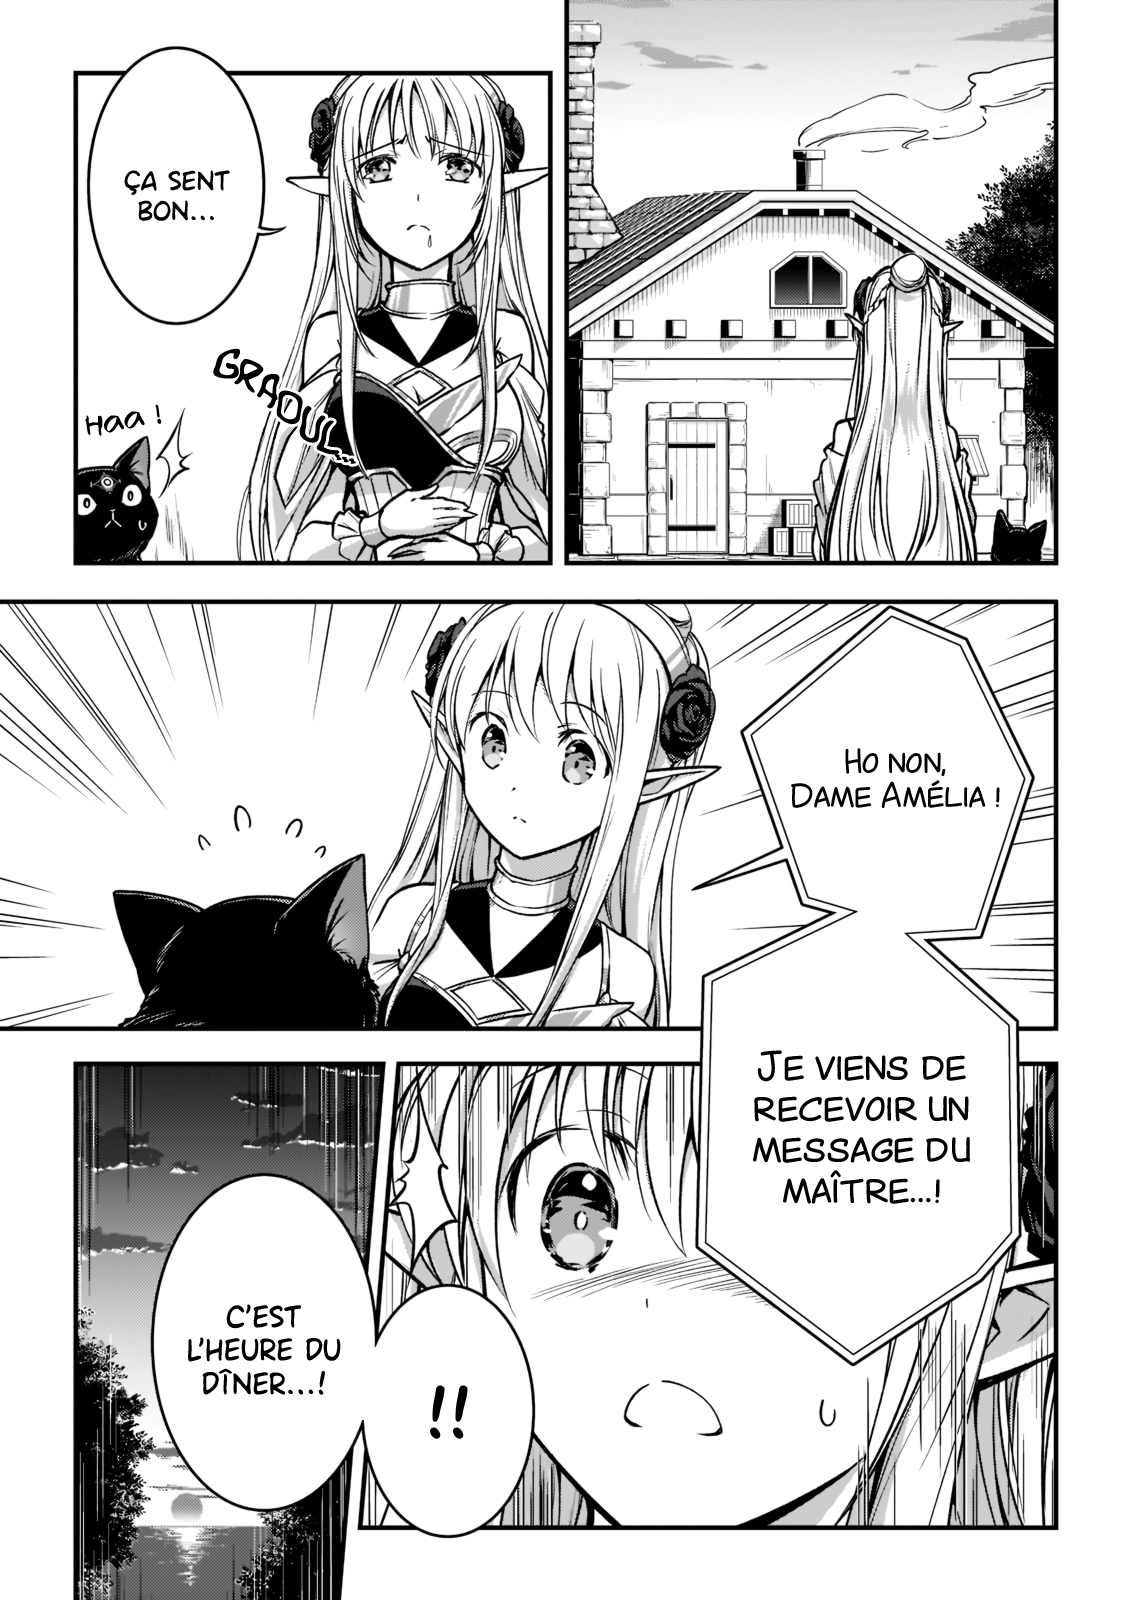 ÇA SENT
BON...
GRAOUL...
HAA !
HO NON,
DAME AMÉLIA !
JE VIENS DE
RECEVOIR UN
MESSAGE DU
MAÎTRE...!
!!
C'EST
L'HEURE DU
DÎNER...!